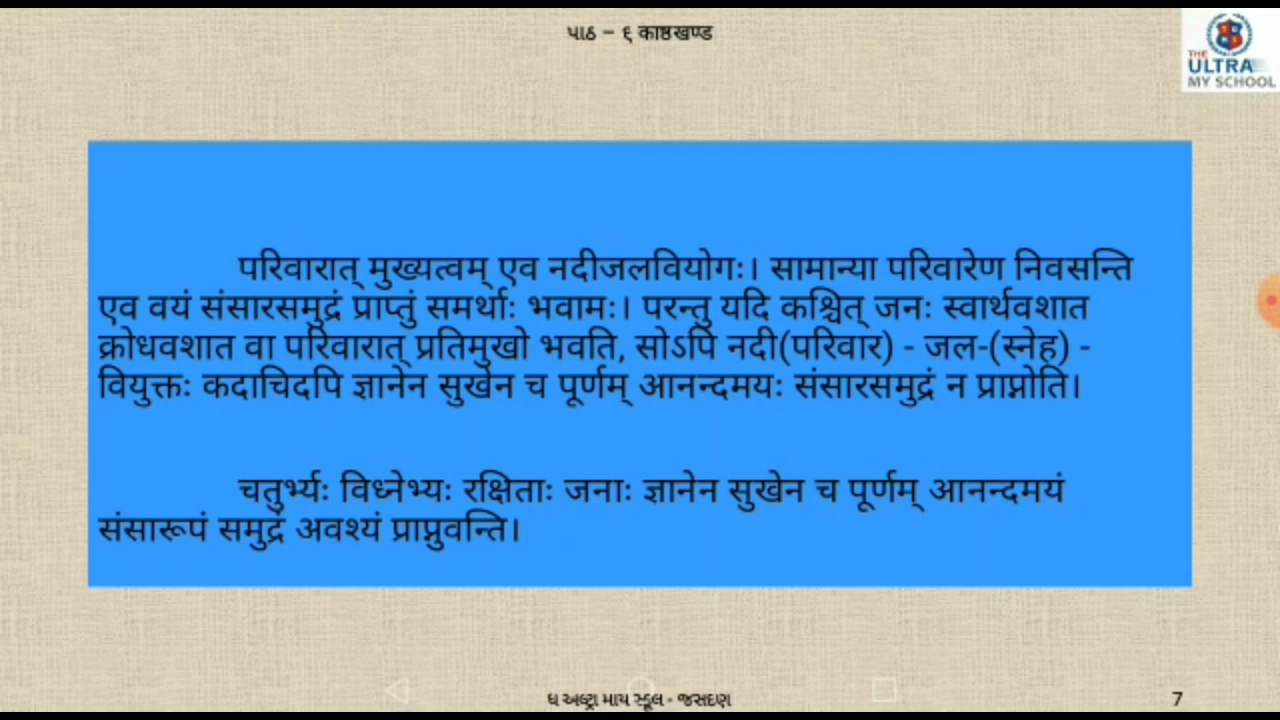 પાઠ – ६ काष्ठखण्ड
THE
ULTRA
MY SCHOOL
परिवारात् मुख्यत्वम् एव नदीजलवियोगः। सामान्या परिवारेण निवसन्ति
एव वयं संसारसमुद्रं प्राप्तुं समर्थाः भवामः। परन्तु यदि कश्चित् जनः स्वार्थवशात
क्रोधवशात वा परिवारात् प्रतिमुखो भवति, सोऽपि नदी(परिवार) - जल-(स्नेह) -
वियुक्तः कदाचिदपि ज्ञानेन सुखेन च पूर्णम् आनन्दमयः संसारसमुद्रं न प्राप्नोति।
चतुर्भ्यः विध्नेभ्यः रक्षिताः जनाः ज्ञानेन सुखेन च पूर्णम् आनन्दमयं
संसारूपं समुद्रं अवश्यं प्राप्नुवन्ति।
ધ અલ્ટ્રા માય સ્કૂલ - જસદણ
7